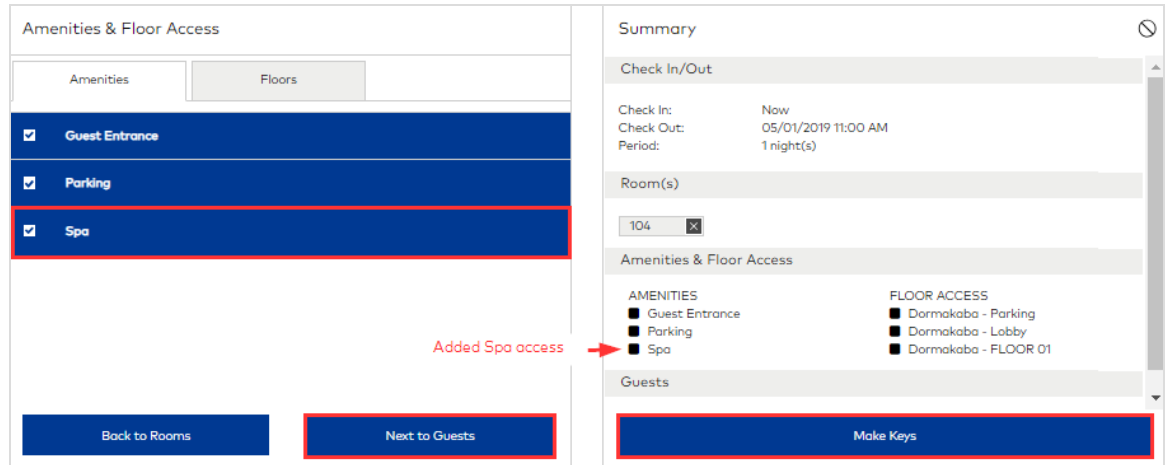 Amenities & Floor Access
Amenities
Floors
Guest Entrance
Parking
Spa
Back to Rooms
Next to Guests
Added Spa access
Summary
Check In/Out
Check In: Now
Check Out: 05/01/2019 11:00 AM
Period: 1 night(s)
Room(s)
104
Amenities & Floor Access
AMENITIES
Guest Entrance
Parking
Spa
FLOOR ACCESS
Dormakaba - Parking
Dormakaba - Lobby
Dormakaba - FLOOR 01
Guests
Make Keys